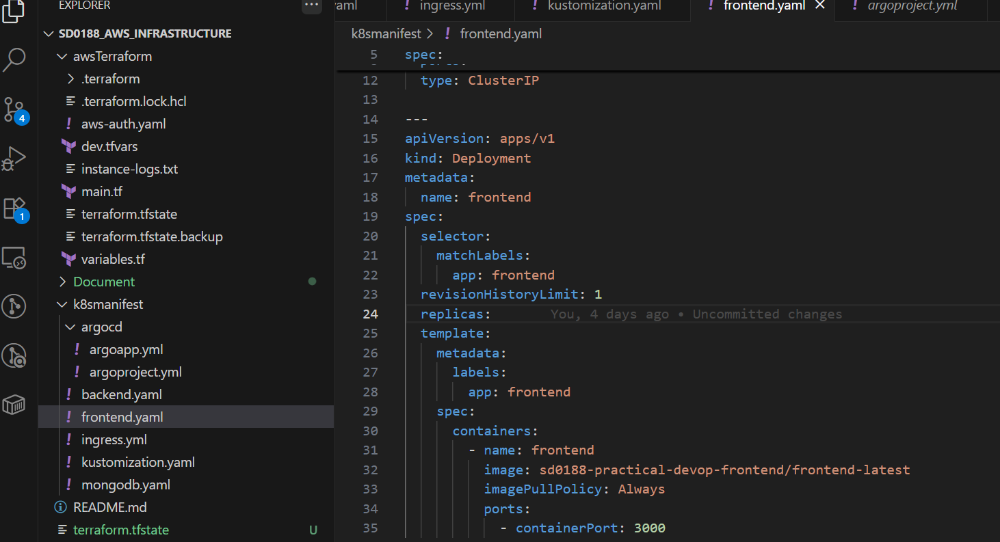 EXPLORER
···
SD0188_AWS_INFRASTRUCTURE
awsTerraform
.terraform
.terraform.lock.hcl
aws-auth.yaml
dev.tfvars
instance-logs.txt
main.tf
terraform.tfstate
terraform.tfstate.backup
variables.tf
Document
k8smanifest
argocd
! argoapp.yml
! argoproject.yml
! backend.yaml
! frontend.yaml
! ingress.yml
! kustomization.yaml
! mongodb.yaml
README.md
terraform.tfstate U
4
1
yaml ! ingress.yml ! kustomization.yaml ! frontend.yaml × ! argoproject.yml
k8smanifest > ! frontend.yaml
5 spec:
12 type: ClusterIP
13
14 ---
15 apiVersion: apps/v1
16 kind: Deployment
17 metadata:
18 name: frontend
19 spec:
20 selector:
21 matchLabels:
22 app: frontend
23 revisionHistoryLimit: 1
24 replicas: You, 4 days ago • Uncommitted changes
25 template:
26 metadata:
27 labels:
28 app: frontend
29 spec:
30 containers:
31 - name: frontend
32 image: sd0188-practical-devop-frontend/frontend-latest
33 imagePullPolicy: Always
34 ports:
35 - containerPort: 3000